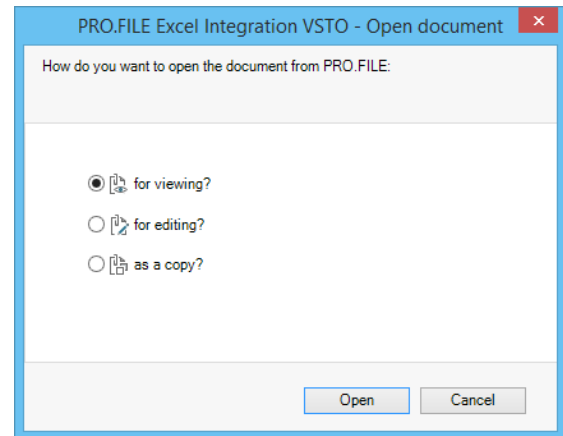 PRO.FILE Excel Integration VSTO - Open document
How do you want to open the document from PRO.FILE:
for viewing?
for editing?
as a copy?
Open Cancel